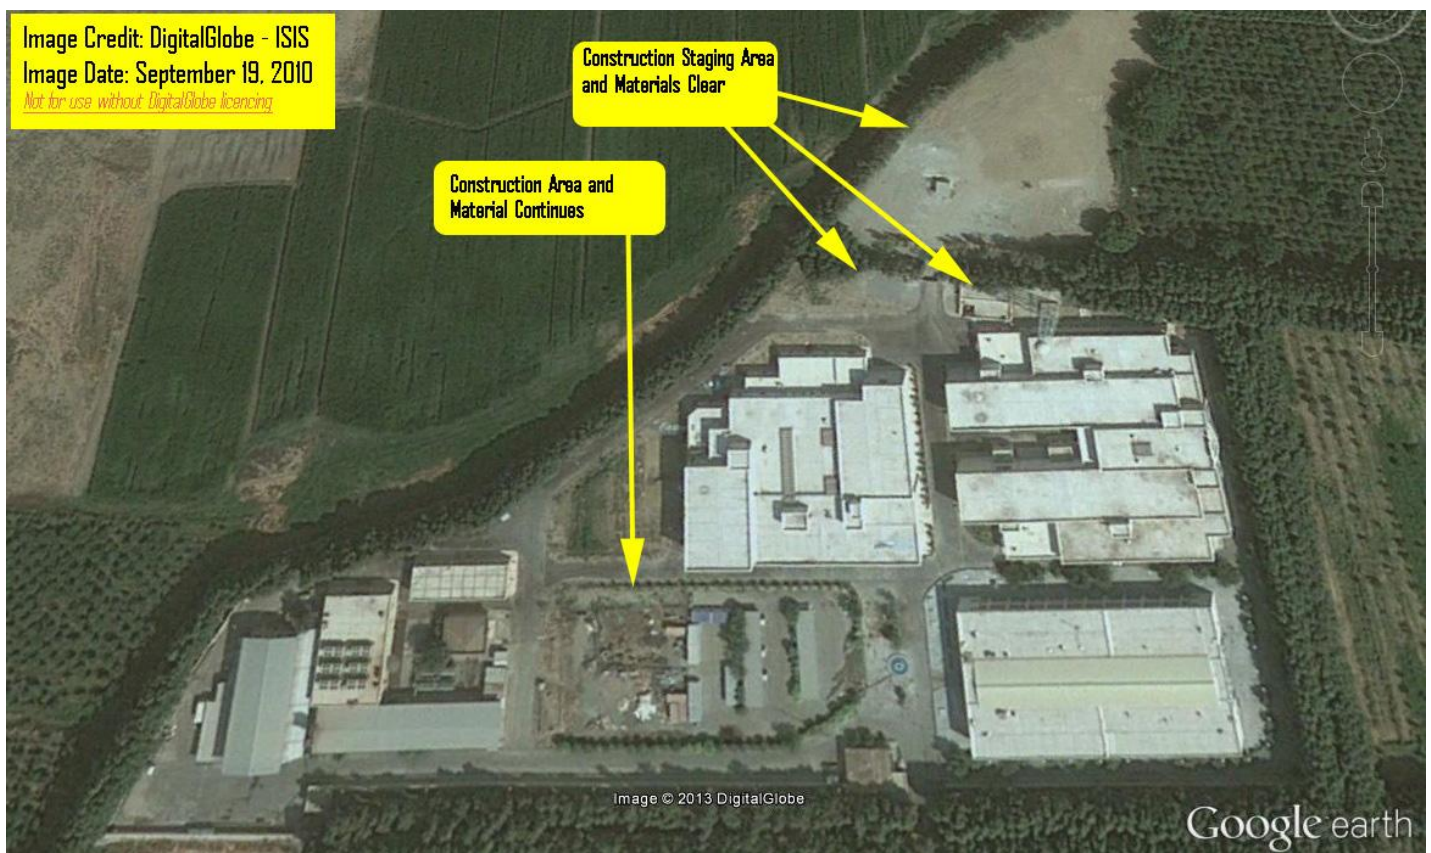 Image Credit: DigitalGlobe - ISIS
Image Date: September 19, 2010
Not for use without DigitalGlobe licencing
Construction Staging Area
and Materials Clear
Construction Area and
Material Continues
Image © 2013 DigitalGlobe
Google earth